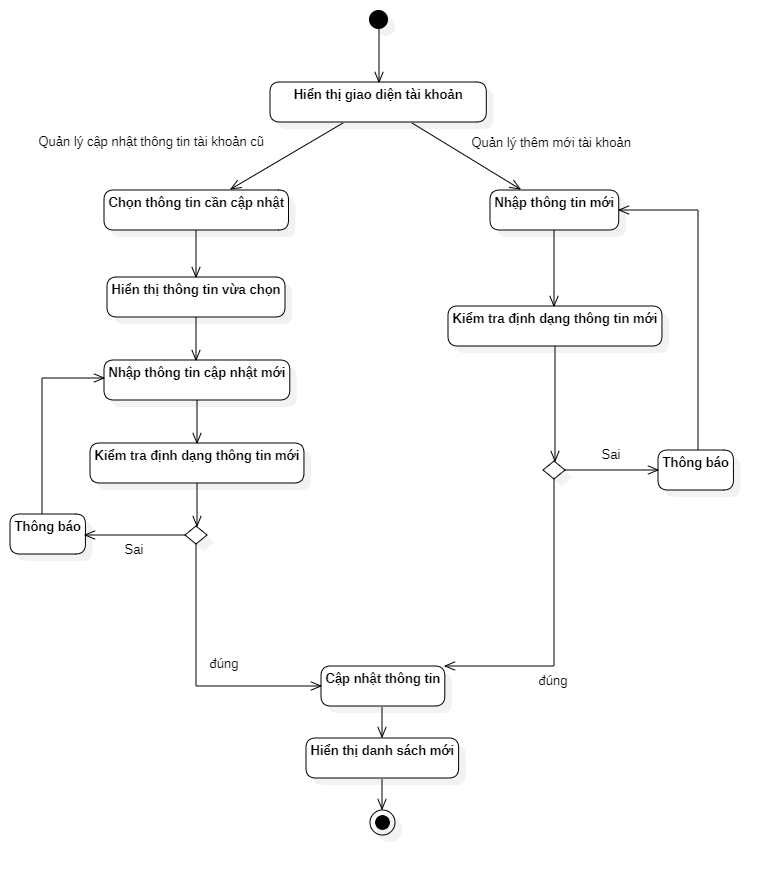 Hiển thị giao diện tài khoản
Quản lý cập nhật thông tin tài khoản cũ
Quản lý thêm mới tài khoản
Chọn thông tin cần cập nhật
Nhập thông tin mới
Hiển thị thông tin vừa chọn
Kiểm tra định dạng thông tin mới
Nhập thông tin cập nhật mới
Kiểm tra định dạng thông tin mới
Sai
Thông báo
Thông báo
Sai
đúng
Cập nhật thông tin
đúng
Hiển thị danh sách mới